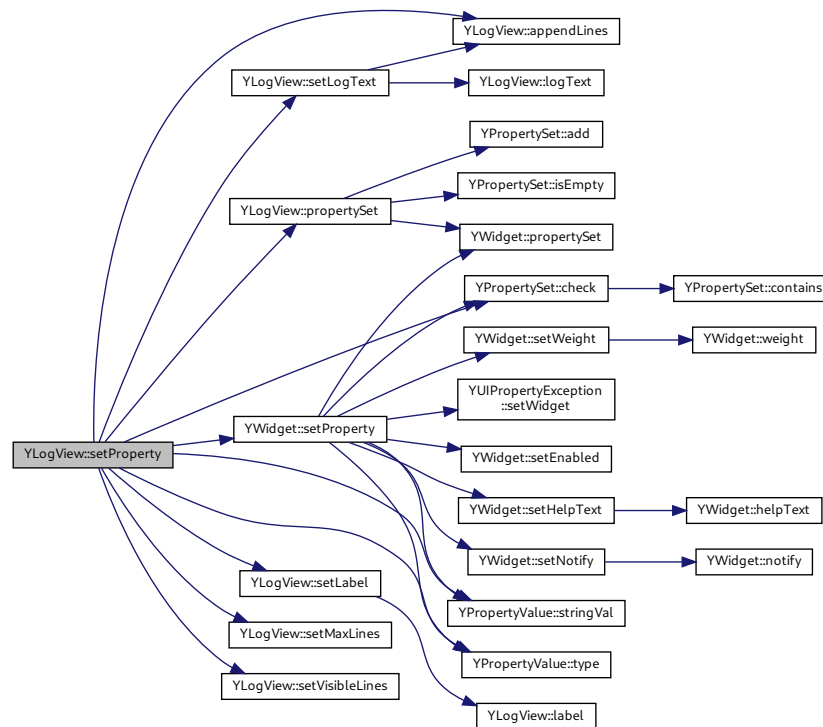 YLogView::appendLines
YLogView::setLogText
YLogView::logText
YPropertySet::add
YPropertySet::isEmpty
YLogView::propertySet
YWidget::propertySet
YPropertySet::check
YPropertySet::contains
YWidget::setWeight
YWidget::weight
YUIPropertyException
::setWidget
YWidget::setProperty
YLogView::setProperty
YWidget::setEnabled
YWidget::setHelpText
YWidget::helpText
YWidget::setNotify
YWidget::notify
YLogView::setLabel
YPropertyValue::stringVal
YLogView::setMaxLines
YPropertyValue::type
YLogView::setVisibleLines
YLogView::label